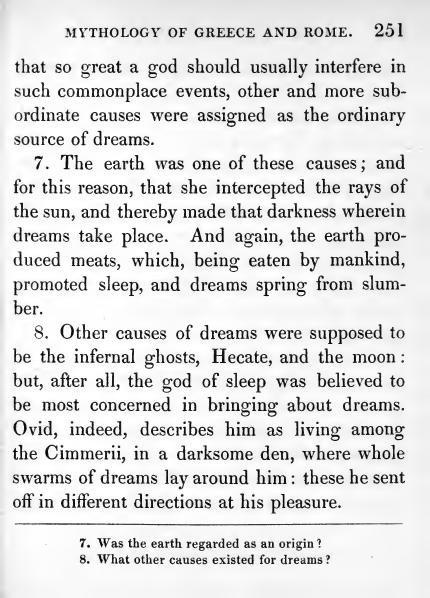 MYTHOLOGY OF GREECE AND ROME. 251
that so great a god should usually interfere in
such commonplace events, other and more sub-
ordinate causes were assigned as the ordinary
source of dreams.
7. The earth was one of these causes; and
for this reason, that she intercepted the rays of
the sun, and thereby made that darkness wherein
dreams take place. And again, the earth pro-
duced meats, which, being eaten by mankind,
promoted sleep, and dreams spring from slum-
ber.
8. Other causes of dreams were supposed to
be the infernal ghosts, Hecate, and the moon:
but, after all, the god of sleep was believed to
be most concerned in bringing about dreams.
Ovid, indeed, describes him as living among
the Cimmerii, in a darksome den, where whole
swarms of dreams lay around him: these he sent
off in different directions at his pleasure.
7. Was the earth regarded as an origin?
8. What other causes existed for dreams?